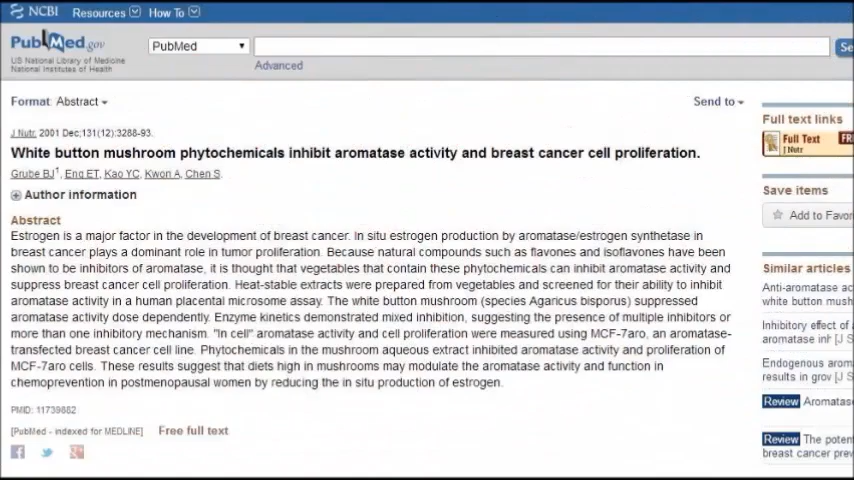 NCBI Resources How To
PubMed.gov
US National Library of Medicine
National Institutes of Health
PubMed
Advanced
Format: Abstract
Send to
J Nutr. 2001 Dec;131(12):3288-93.
White button mushroom phytochemicals inhibit aromatase activity and breast cancer cell proliferation.
Grube BJ1, Eng ET, Kao YC, Kwon A, Chen S.
Author information
Abstract
Estrogen is a major factor in the development of breast cancer. In situ estrogen production by aromatase/estrogen synthetase in
breast cancer plays a dominant role in tumor proliferation. Because natural compounds such as flavones and isoflavones have been
shown to be inhibitors of aromatase, it is thought that vegetables that contain these phytochemicals can inhibit aromatase activity and
suppress breast cancer cell proliferation. Heat-stable extracts were prepared from vegetables and screened for their ability to inhibit
aromatase activity in a human placental microsome assay. The white button mushroom (species Agaricus bisporus) suppressed
aromatase activity dose dependently. Enzyme kinetics demonstrated mixed inhibition, suggesting the presence of multiple inhibitors or
more than one inhibitory mechanism. "In cell" aromatase activity and cell proliferation were measured using MCF-7aro, an aromatase-
transfected breast cancer cell line. Phytochemicals in the mushroom aqueous extract inhibited aromatase activity and proliferation of
MCF-7aro cells. These results suggest that diets high in mushrooms may modulate the aromatase activity and function in
chemoprevention in postmenopausal women by reducing the in situ production of estrogen.
PMID: 11739882
[PubMed - indexed for MEDLINE] Free full text
Full text links
Full Text
J Nutr
Save items
Add to Favor
Similar articles
Anti-aromatase ac
white button mush
Inhibitory effect of
aromatase inh [J S
Endogenous arom
results in grov [J S
Review Aromatas
Review The poten
breast cancer prev